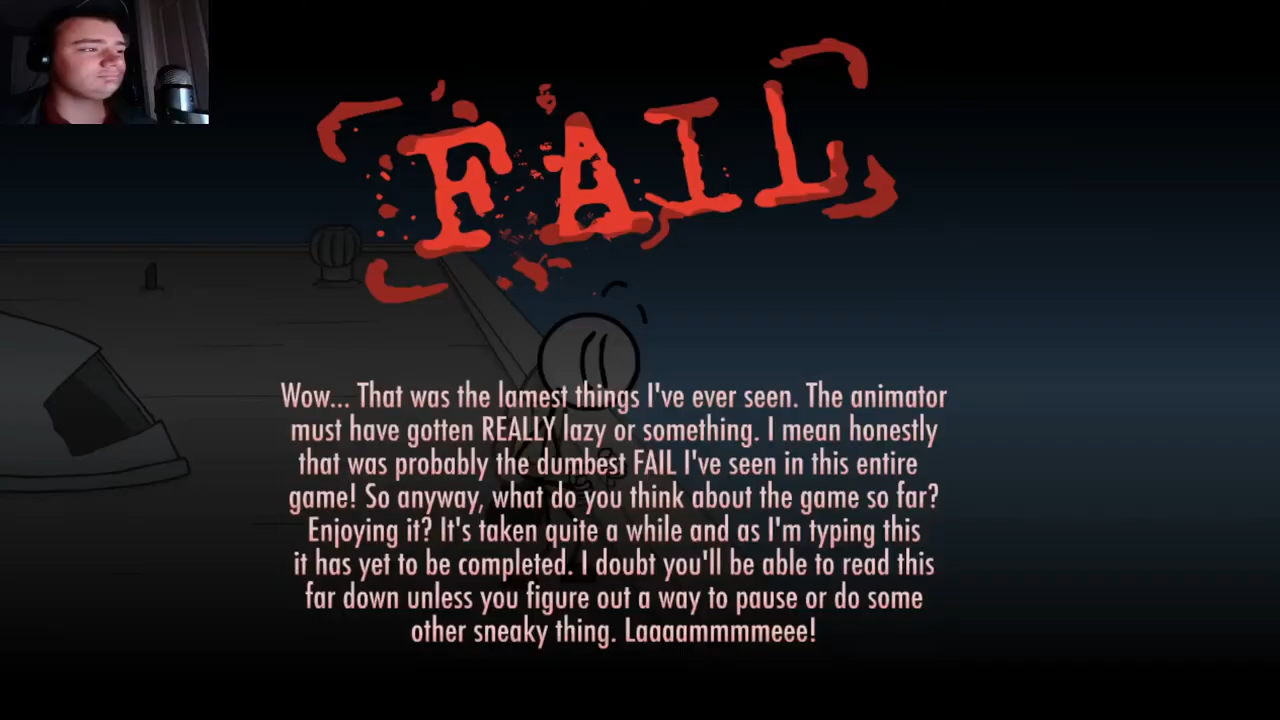 FAIL
Wow... That was the lamest things I've ever seen. The animator
must have gotten REALLY lazy or something. I mean honestly
that was probably the dumbest FAIL I've seen in this entire
game! So anyway, what do you think about the game so far?
Enjoying it? It's taken quite a while and as I'm typing this
it has yet to be completed. I doubt you'll be able to read this
far down unless you figure out a way to pause or do some
other sneaky thing. Laaaammmmeee!